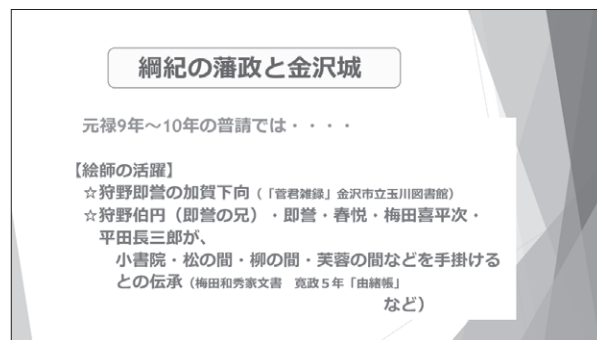 綱紀の藩政と金沢城
元禄9年～10年の普請では・・・・
【絵師の活躍】
☆狩野即誉の加賀下向（「菅君雑録」金沢市立玉川図書館）
☆狩野伯円（即誉の兄）・即誉・春悦・梅田喜平次・
平田長三郎が、
小書院・松の間・柳の間・芙蓉の間などを手掛ける
との伝承（梅田和秀家文書　寛政５年「由緒帳」
など）